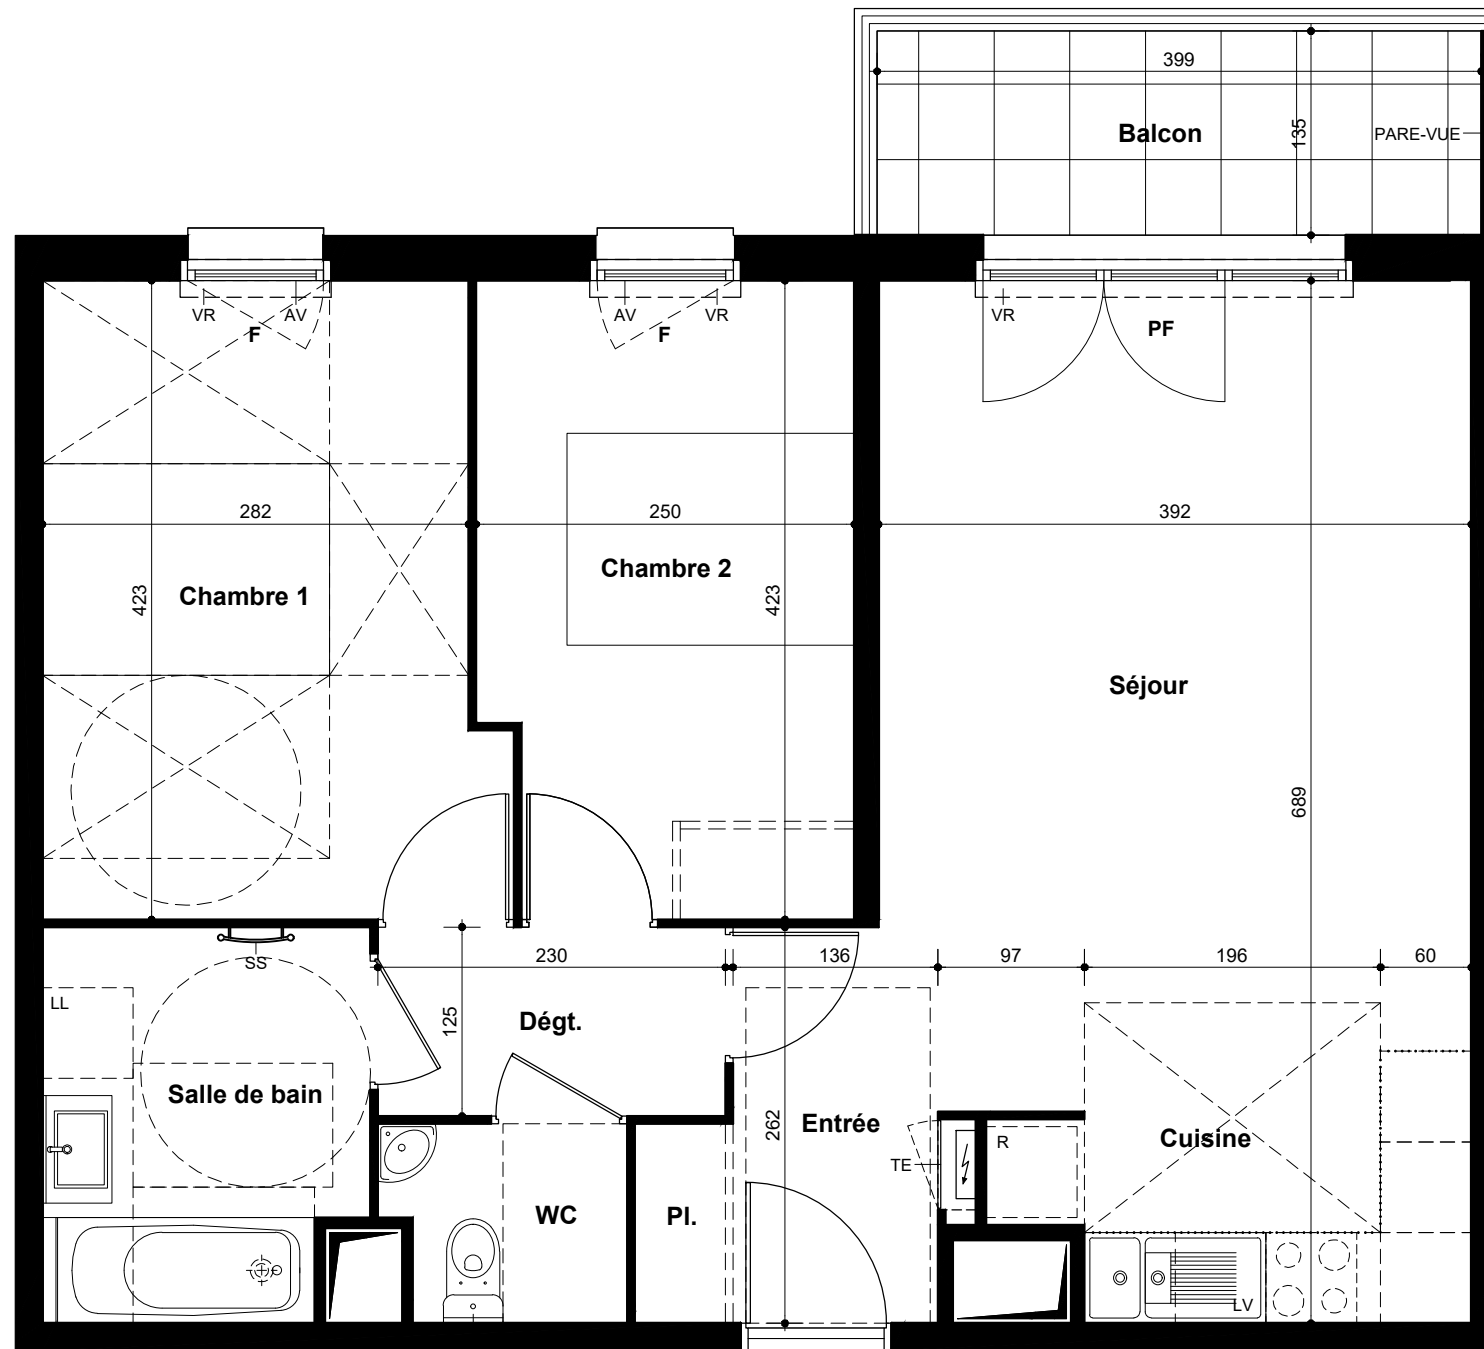 399
Balcon
135
PARE-VUE
VR
AV
F
AV
VR
F
VR
PF
282
250
392
423
Chambre 1
Chambre 2
423
Séjour
689
SS
230
136
97
196
60
LL
125
Dégt.
Salle de bain
262
Entrée
R
Cuisine
TE
WC
Pl.
LV